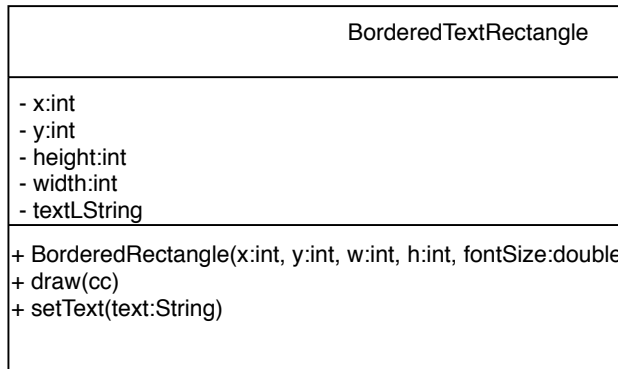 BorderedTextRectangle
- x:int
- y:int
- height:int
- width:int
- textLString
+ BorderedRectangle(x:int, y:int, w:int, h:int, fontSize:double
+ draw(cc)
+ setText(text:String)